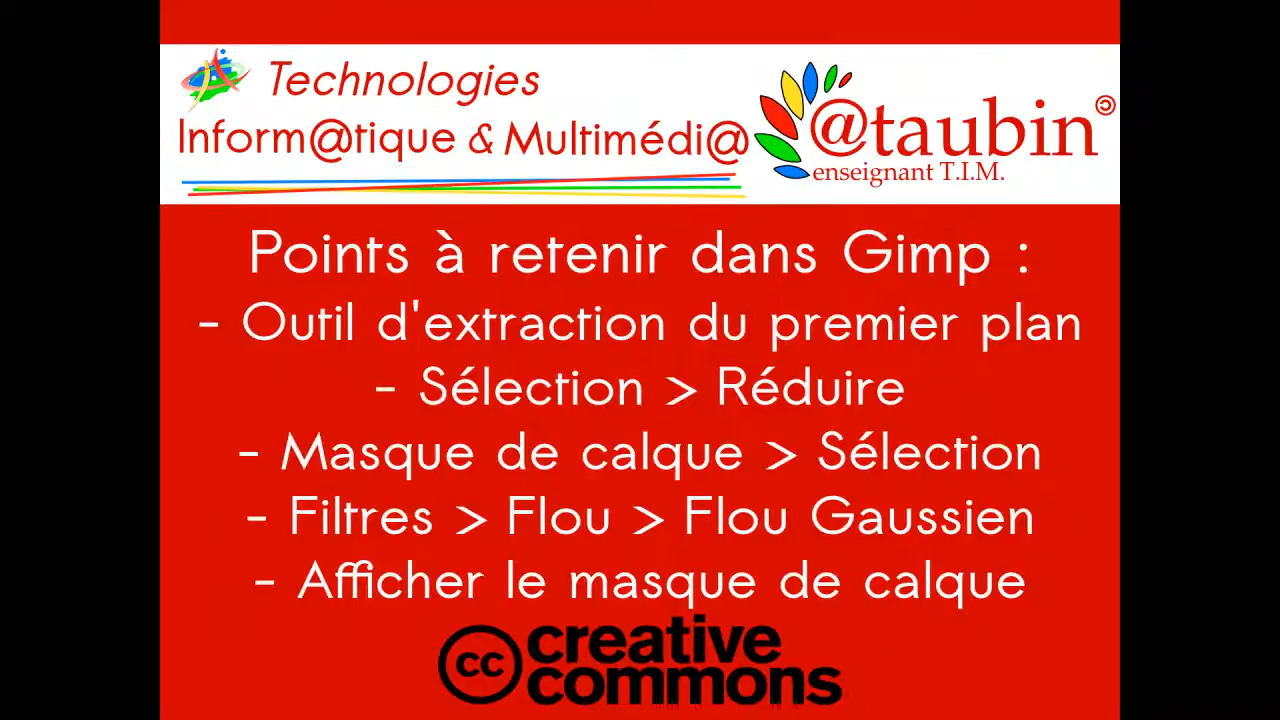 Technologies
Inform@tique & Multimédi@
@taubin
enseignant T.I.M.
Points à retenir dans Gimp :
- Outil d'extraction du premier plan
- Sélection > Réduire
- Masque de calque > Sélection
- Filtres > Flou > Flou Gaussien
- Afficher le masque de calque
cc creative
commons